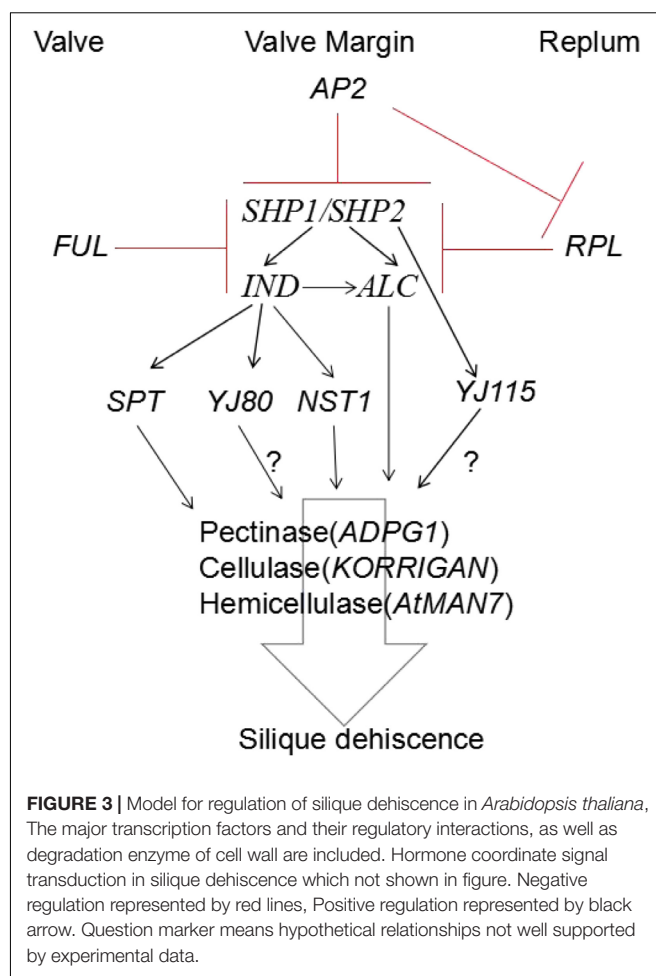 Valve Valve Margin Replum
AP2
SHP1/SHP2
FUL RPL
IND ALC
SPT YJ80 NST1 YJ115
? ?
Pectinase(ADPG1)
Cellulase(KORRIGAN)
Hemicellulase(AtMAN7)
Silique dehiscence
FIGURE 3 | Model for regulation of silique dehiscence in Arabidopsis thaliana,
The major transcription factors and their regulatory interactions, as well as
degradation enzyme of cell wall are included. Hormone coordinate signal
transduction in silique dehiscence which not shown in figure. Negative
regulation represented by red lines, Positive regulation represented by black
arrow. Question marker means hypothetical relationships not well supported
by experimental data.